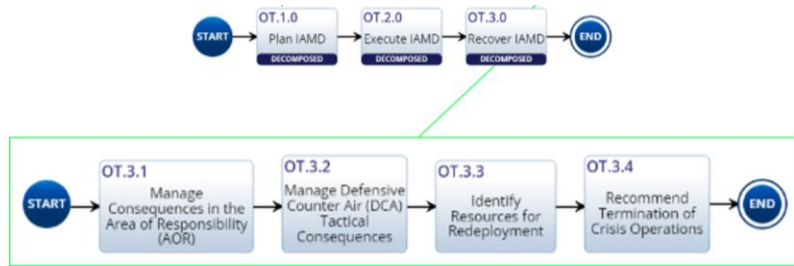 OT.1.0
OT.2.0
OT.3.0
START
Plan IAMD
Execute IAMD
Recover IAMD
END
DECOMPOSED
DECOMPOSED
DECOMPOSED
OT.3.1
OT.3.2
OT.3.3
OT.3.4
START
Manage
Consequences in the
Area of Responsibility
(AOR)
Manage Defensive
Counter Air (DCA)
Tactical
Consequences
Identify
Resources for
Redeployment
Recommend
Termination of
Crisis Operations
END